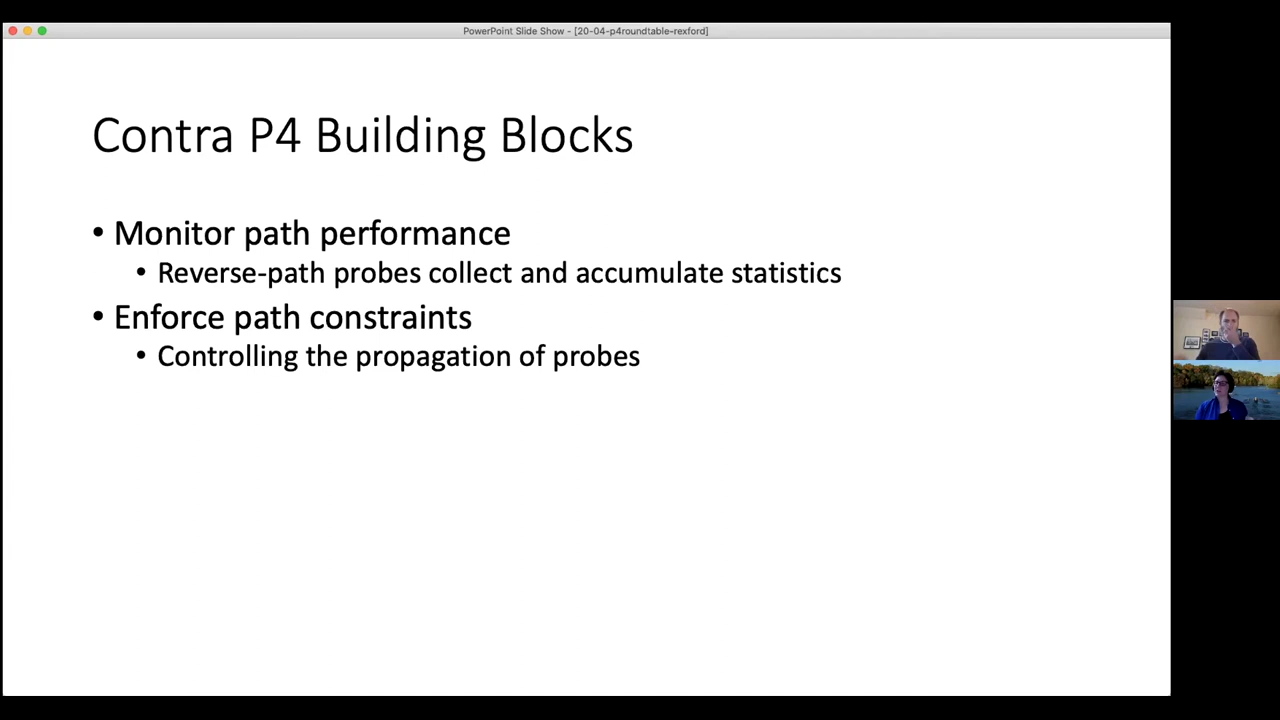 PowerPoint Slide Show - [20-04-p4roundtable-rexford]
Contra P4 Building Blocks
• Monitor path performance
• Reverse-path probes collect and accumulate statistics
• Enforce path constraints
• Controlling the propagation of probes